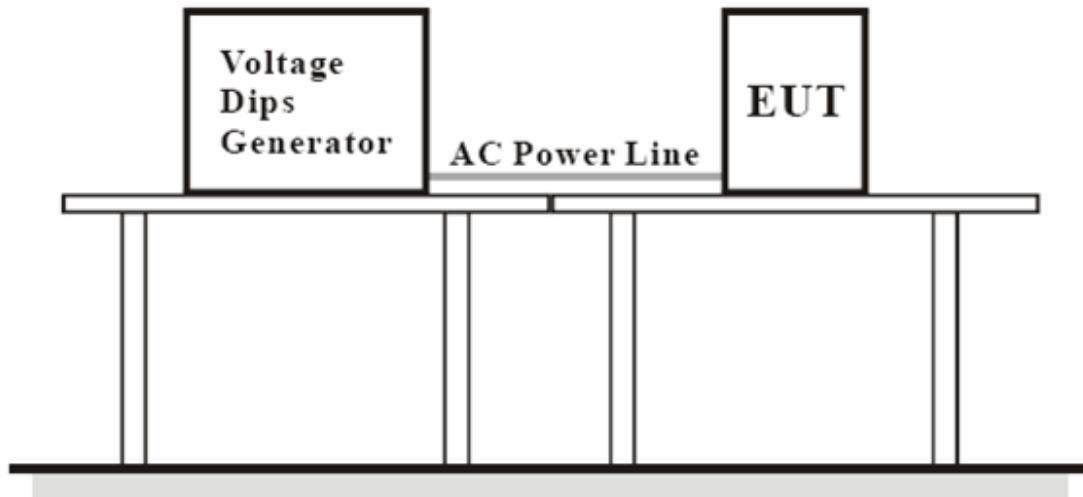 Voltage
Dips
Generator
AC Power Line
EUT